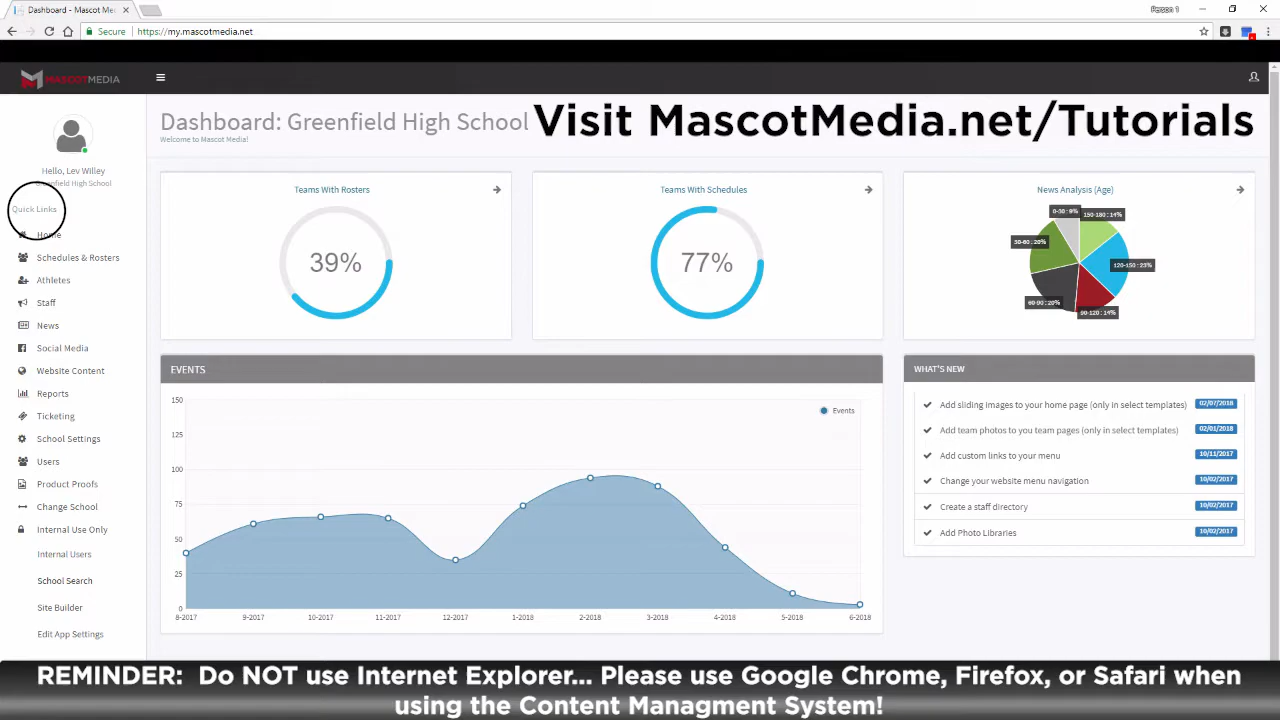 Dashboard - Mascot Me
Person 1
Secure
https://my.mascotmedia.net
MASCOTMEDIA
Hello, Lev Willey
Greenfield High School
Quick Links
Home
Schedules & Rosters
Athletes
Staff
News
Social Media
Website Content
Reports
Ticketing
School Settings
Users
Product Proofs
Change School
Internal Use Only
Internal Users
School Search
Site Builder
Edit App Settings
Dashboard: Greenfield High School
Welcome to Mascot Media!
Visit MascotMedia.net/Tutorials
Teams With Rosters
39%
Teams With Schedules
77%
News Analysis (Age)
0-30 : 9%
150-180 : 14%
30-60 : 20%
120-150 : 23%
60-90 : 20%
90-120 : 14%
EVENTS
Events
150
125
100
75
50
25
0
8-2017 9-2017 10-2017 11-2017 12-2017 1-2018 2-2018 3-2018 4-2018 5-2018 6-2018
WHAT'S NEW
Add sliding images to your home page (only in select templates) 02/07/2018
Add team photos to you team pages (only in select templates) 02/01/2018
Add custom links to your menu 10/11/2017
Change your website menu navigation 10/02/2017
Create a staff directory 10/02/2017
Add Photo Libraries 10/02/2017
REMINDER: Do NOT use Internet Explorer... Please use Google Chrome, Firefox, or Safari when
using the Content Managment System!